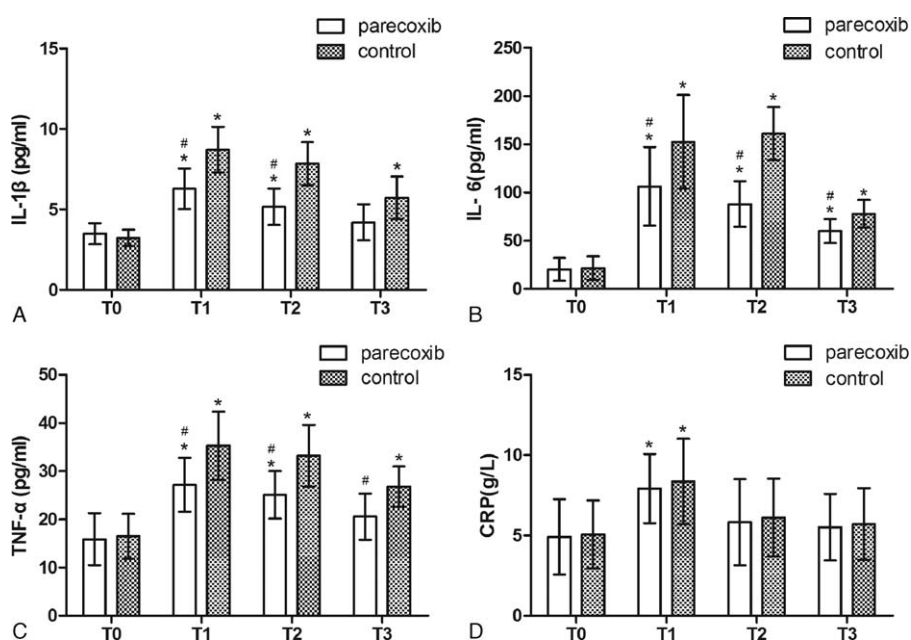 parecoxib
control
15
10
5
0
IL-1β (pg/ml)
# * * # * * *
T0 T1 T2 T3
A
parecoxib
control
250
200
150
100
50
0
IL- 6(pg/ml)
# * * # * * # * *
T0 T1 T2 T3
B
parecoxib
control
50
40
30
20
10
0
TNF-α (pg/ml)
# * * # * * # *
T0 T1 T2 T3
C
parecoxib
control
15
10
5
0
CRP(g/L)
* *
T0 T1 T2 T3
D